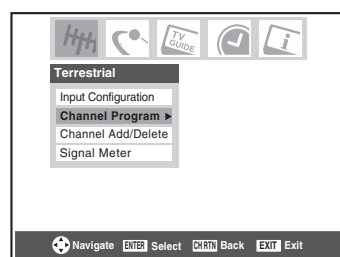 TV GUIDE
i
Terrestrial
Input Configuration
Channel Program ►
Channel Add/Delete
Signal Meter
Navigate ENTER Select CH RTN Back EXIT Exit